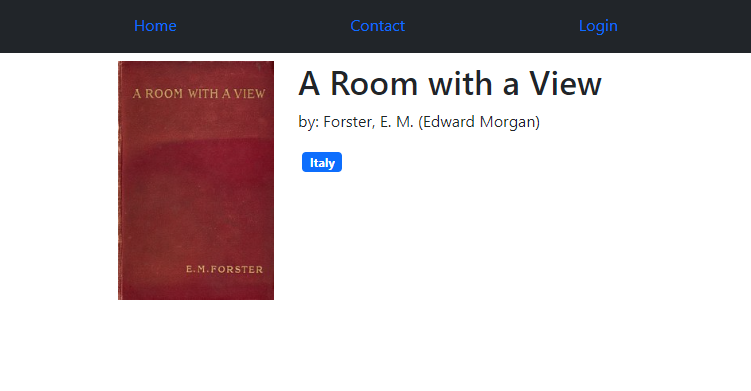 Home Contact Login
A ROOM WITH A VIEW
E. M. FORSTER
A Room with a View
by: Forster, E. M. (Edward Morgan)
Italy